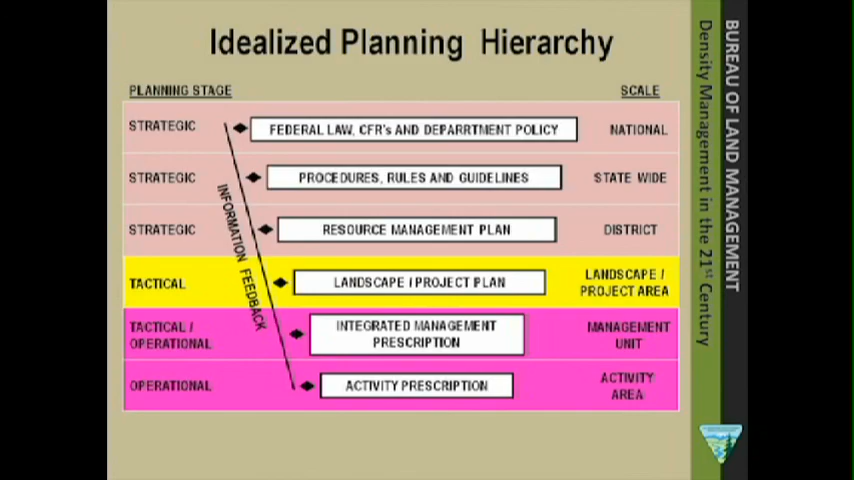 Idealized Planning Hierarchy
PLANNING STAGE
SCALE
STRATEGIC
FEDERAL LAW, CFR's AND DEPARRTMENT POLICY
NATIONAL
STRATEGIC
PROCEDURES, RULES AND GUIDELINES
STATE WIDE
STRATEGIC
RESOURCE MANAGEMENT PLAN
DISTRICT
TACTICAL
LANDSCAPE / PROJECT PLAN
LANDSCAPE /
PROJECT AREA
TACTICAL /
OPERATIONAL
INTEGRATED MANAGEMENT
PRESCRIPTION
MANAGEMENT
UNIT
OPERATIONAL
ACTIVITY PRESCRIPTION
ACTIVITY
AREA
INFORMATION FEEDBACK
BUREAU OF LAND MANAGEMENT
Density Management in the 21st Century